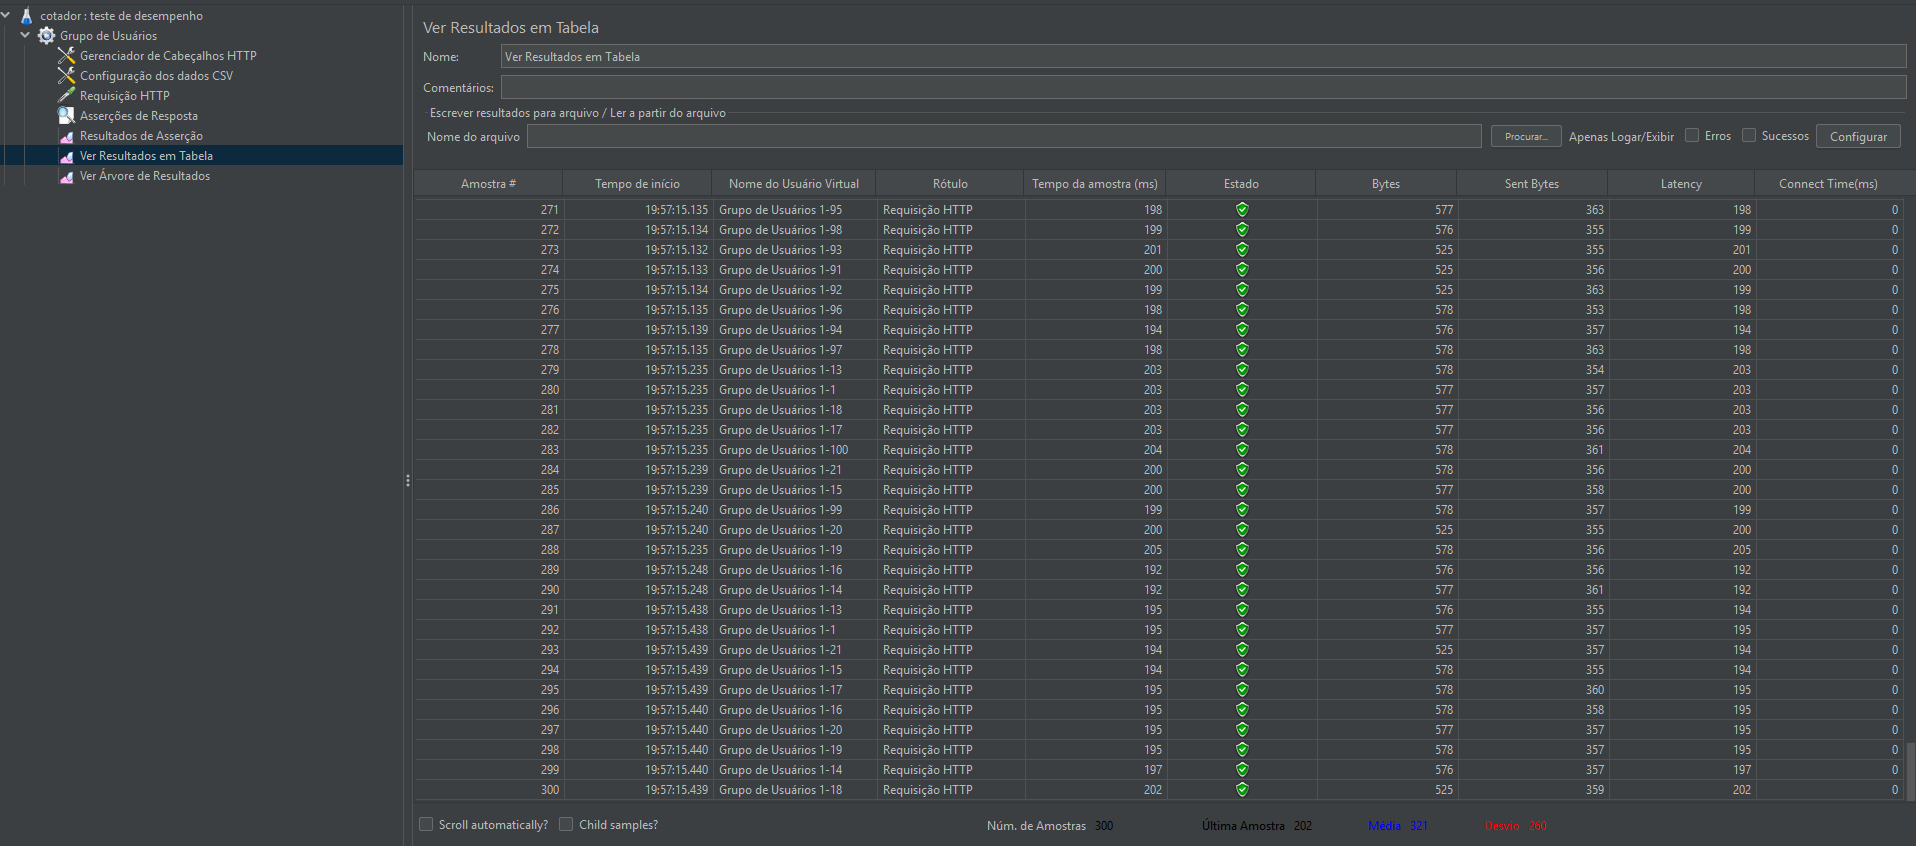 cotador : teste de desempenho
Grupo de Usuários
Gerenciador de Cabeçalhos HTTP
Configuração dos dados CSV
Requisição HTTP
Asserções de Resposta
Resultados de Asserção
Ver Resultados em Tabela
Ver Árvore de Resultados
Ver Resultados em Tabela
Nome: Ver Resultados em Tabela
Comentários:
Escrever resultados para arquivo / Ler a partir do arquivo
Nome do arquivo Procurar... Apenas Logar/Exibir Erros Sucessos Configurar
Amostra # Tempo de início Nome do Usuário Virtual Rótulo Tempo da amostra (ms) Estado Bytes Sent Bytes Latency Connect Time(ms)
271 19:57:15.135 Grupo de Usuários 1-95 Requisição HTTP 198 577 363 198 0
272 19:57:15.134 Grupo de Usuários 1-98 Requisição HTTP 199 576 355 199 0
273 19:57:15.132 Grupo de Usuários 1-93 Requisição HTTP 201 525 355 201 0
274 19:57:15.133 Grupo de Usuários 1-91 Requisição HTTP 200 525 356 200 0
275 19:57:15.134 Grupo de Usuários 1-92 Requisição HTTP 199 525 363 199 0
276 19:57:15.135 Grupo de Usuários 1-96 Requisição HTTP 198 578 353 198 0
277 19:57:15.139 Grupo de Usuários 1-94 Requisição HTTP 194 576 357 194 0
278 19:57:15.135 Grupo de Usuários 1-97 Requisição HTTP 198 578 363 198 0
279 19:57:15.235 Grupo de Usuários 1-13 Requisição HTTP 203 578 354 203 0
280 19:57:15.235 Grupo de Usuários 1-1 Requisição HTTP 203 577 357 203 0
281 19:57:15.235 Grupo de Usuários 1-18 Requisição HTTP 203 577 356 203 0
282 19:57:15.235 Grupo de Usuários 1-17 Requisição HTTP 203 577 356 203 0
283 19:57:15.235 Grupo de Usuários 1-100 Requisição HTTP 204 578 361 204 0
284 19:57:15.239 Grupo de Usuários 1-21 Requisição HTTP 200 578 356 200 0
285 19:57:15.239 Grupo de Usuários 1-15 Requisição HTTP 200 577 358 200 0
286 19:57:15.240 Grupo de Usuários 1-99 Requisição HTTP 199 578 357 199 0
287 19:57:15.240 Grupo de Usuários 1-20 Requisição HTTP 200 525 355 200 0
288 19:57:15.235 Grupo de Usuários 1-19 Requisição HTTP 205 578 356 205 0
289 19:57:15.248 Grupo de Usuários 1-16 Requisição HTTP 192 576 356 192 0
290 19:57:15.248 Grupo de Usuários 1-14 Requisição HTTP 192 577 361 192 0
291 19:57:15.438 Grupo de Usuários 1-13 Requisição HTTP 195 576 355 194 0
292 19:57:15.438 Grupo de Usuários 1-1 Requisição HTTP 195 577 357 195 0
293 19:57:15.439 Grupo de Usuários 1-21 Requisição HTTP 194 525 357 194 0
294 19:57:15.439 Grupo de Usuários 1-15 Requisição HTTP 194 578 355 194 0
295 19:57:15.439 Grupo de Usuários 1-17 Requisição HTTP 195 578 360 195 0
296 19:57:15.440 Grupo de Usuários 1-16 Requisição HTTP 195 578 358 195 0
297 19:57:15.440 Grupo de Usuários 1-20 Requisição HTTP 195 577 357 195 0
298 19:57:15.440 Grupo de Usuários 1-19 Requisição HTTP 195 578 357 195 0
299 19:57:15.440 Grupo de Usuários 1-14 Requisição HTTP 197 576 357 197 0
300 19:57:15.439 Grupo de Usuários 1-18 Requisição HTTP 202 525 359 202 0
Scroll automatically? Child samples? Núm. de Amostras 300 Última Amostra 202 Média 321 Desvio 260